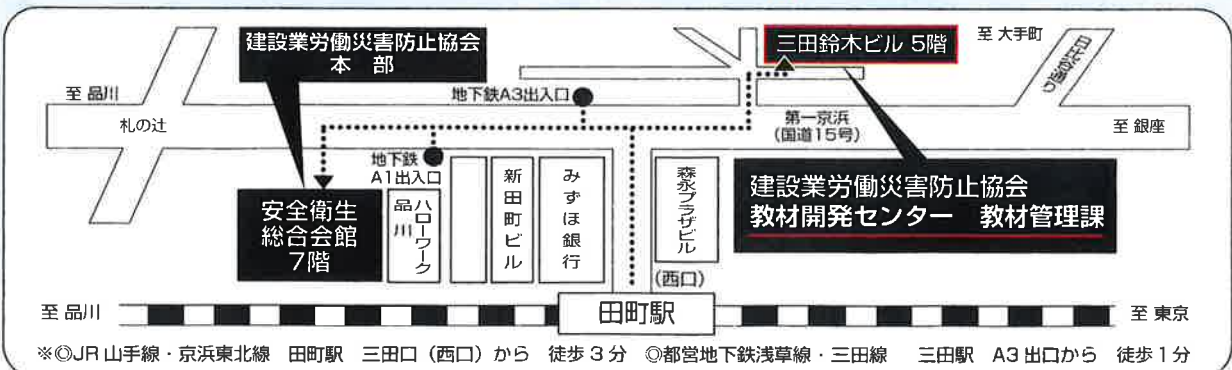 建設業労働災害防止協会
本部
三田鈴木ビル 5階
至 大手町
日比谷通り
至 品川
地下鉄A3出入口
札の辻
第一京浜
(国道15号)
至 銀座
地下鉄
A1出入口
安全衛生
総合会館
7階
ハローワーク
品川
新田町ビル
みずほ銀行
森永プラザビル
(西口)
建設業労働災害防止協会
教材開発センター 教材管理課
至 品川
田町駅
至 東京
※◎JR山手線・京浜東北線 田町駅 三田口(西口)から 徒歩3分 ◎都営地下鉄浅草線・三田線 三田駅 A3出口から 徒歩1分